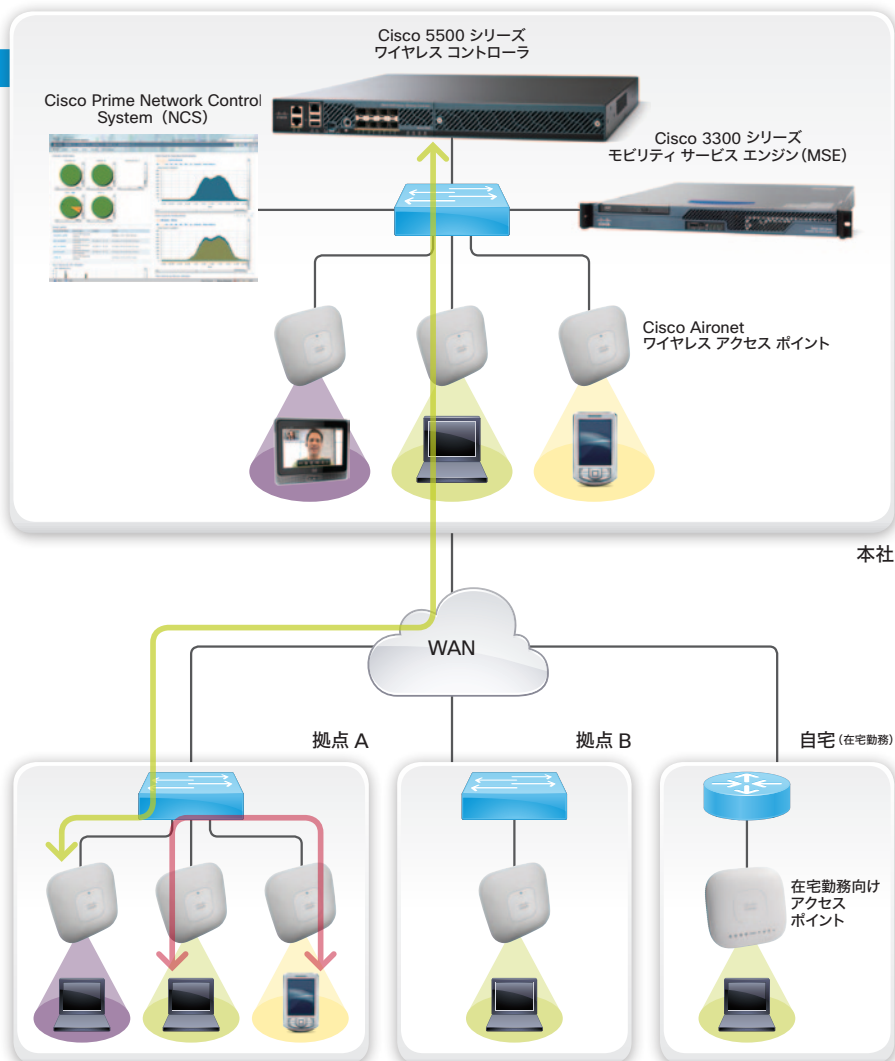 Cisco 5500 シリーズ
ワイヤレス コントローラ
Cisco Prime Network Control
System（NCS）
Cisco 3300 シリーズ
モビリティ サービス エンジン（MSE）
Cisco Aironet
ワイヤレス アクセス ポイント
本社
WAN
拠点 A
拠点 B
自宅（在宅勤務）
在宅勤務向け
アクセス
ポイント